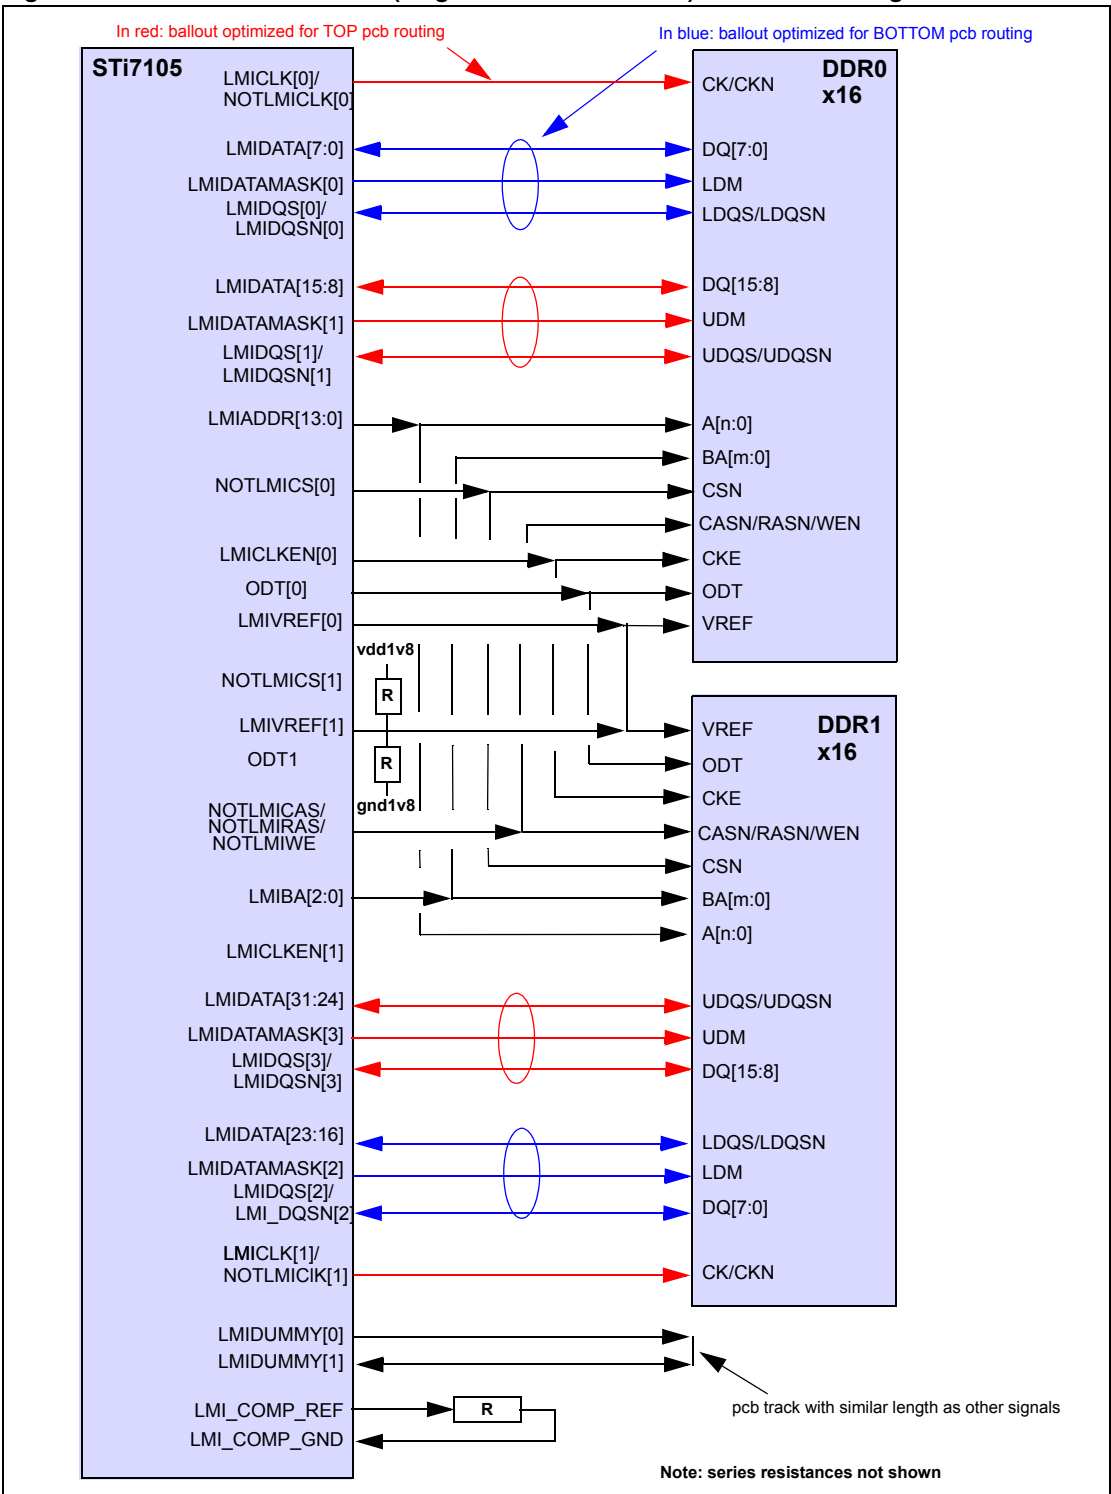 In red: ballout optimized for TOP pcb routing
In blue: ballout optimized for BOTTOM pcb routing
STi7105
DDR0
x16
LMICLK[0]/
NOTLMICLK[0]
CK/CKN
LMIDATA[7:0]
DQ[7:0]
LMIDATAMASK[0]
LDM
LMIDQS[0]/
LMIDQSN[0]
LDQS/LDQSN
LMIDATA[15:8]
DQ[15:8]
LMIDATAMASK[1]
UDM
LMIDQS[1]/
LMIDQSN[1]
UDQS/UDQSN
LMIADDR[13:0]
A[n:0]
BA[m:0]
NOTLMICS[0]
CSN
CASN/RASN/WEN
LMICLKEN[0]
CKE
ODT[0]
ODT
LMIVREF[0]
VREF
vdd1v8
NOTLMICS[1]
R
DDR1
x16
LMIVREF[1]
VREF
ODT1
R
ODT
CKE
gnd1v8
NOTLMICAS/
NOTLMIRAS/
NOTLMIWE
CASN/RASN/WEN
CSN
LMIBA[2:0]
BA[m:0]
A[n:0]
LMICLKEN[1]
LMIDATA[31:24]
UDQS/UDQSN
LMIDATAMASK[3]
UDM
LMIDQS[3]/
LMIDQSN[3]
DQ[15:8]
LMIDATA[23:16]
LDQS/LDQSN
LMIDATAMASK[2]
LDM
LMIDQS[2]/
LMI_DQSN[2]
DQ[7:0]
LMICLK[1]/
NOTLMIClK[1]
CK/CKN
LMIDUMMY[0]
LMIDUMMY[1]
pcb track with similar length as other signals
LMI_COMP_REF
R
LMI_COMP_GND
Note: series resistances not shown